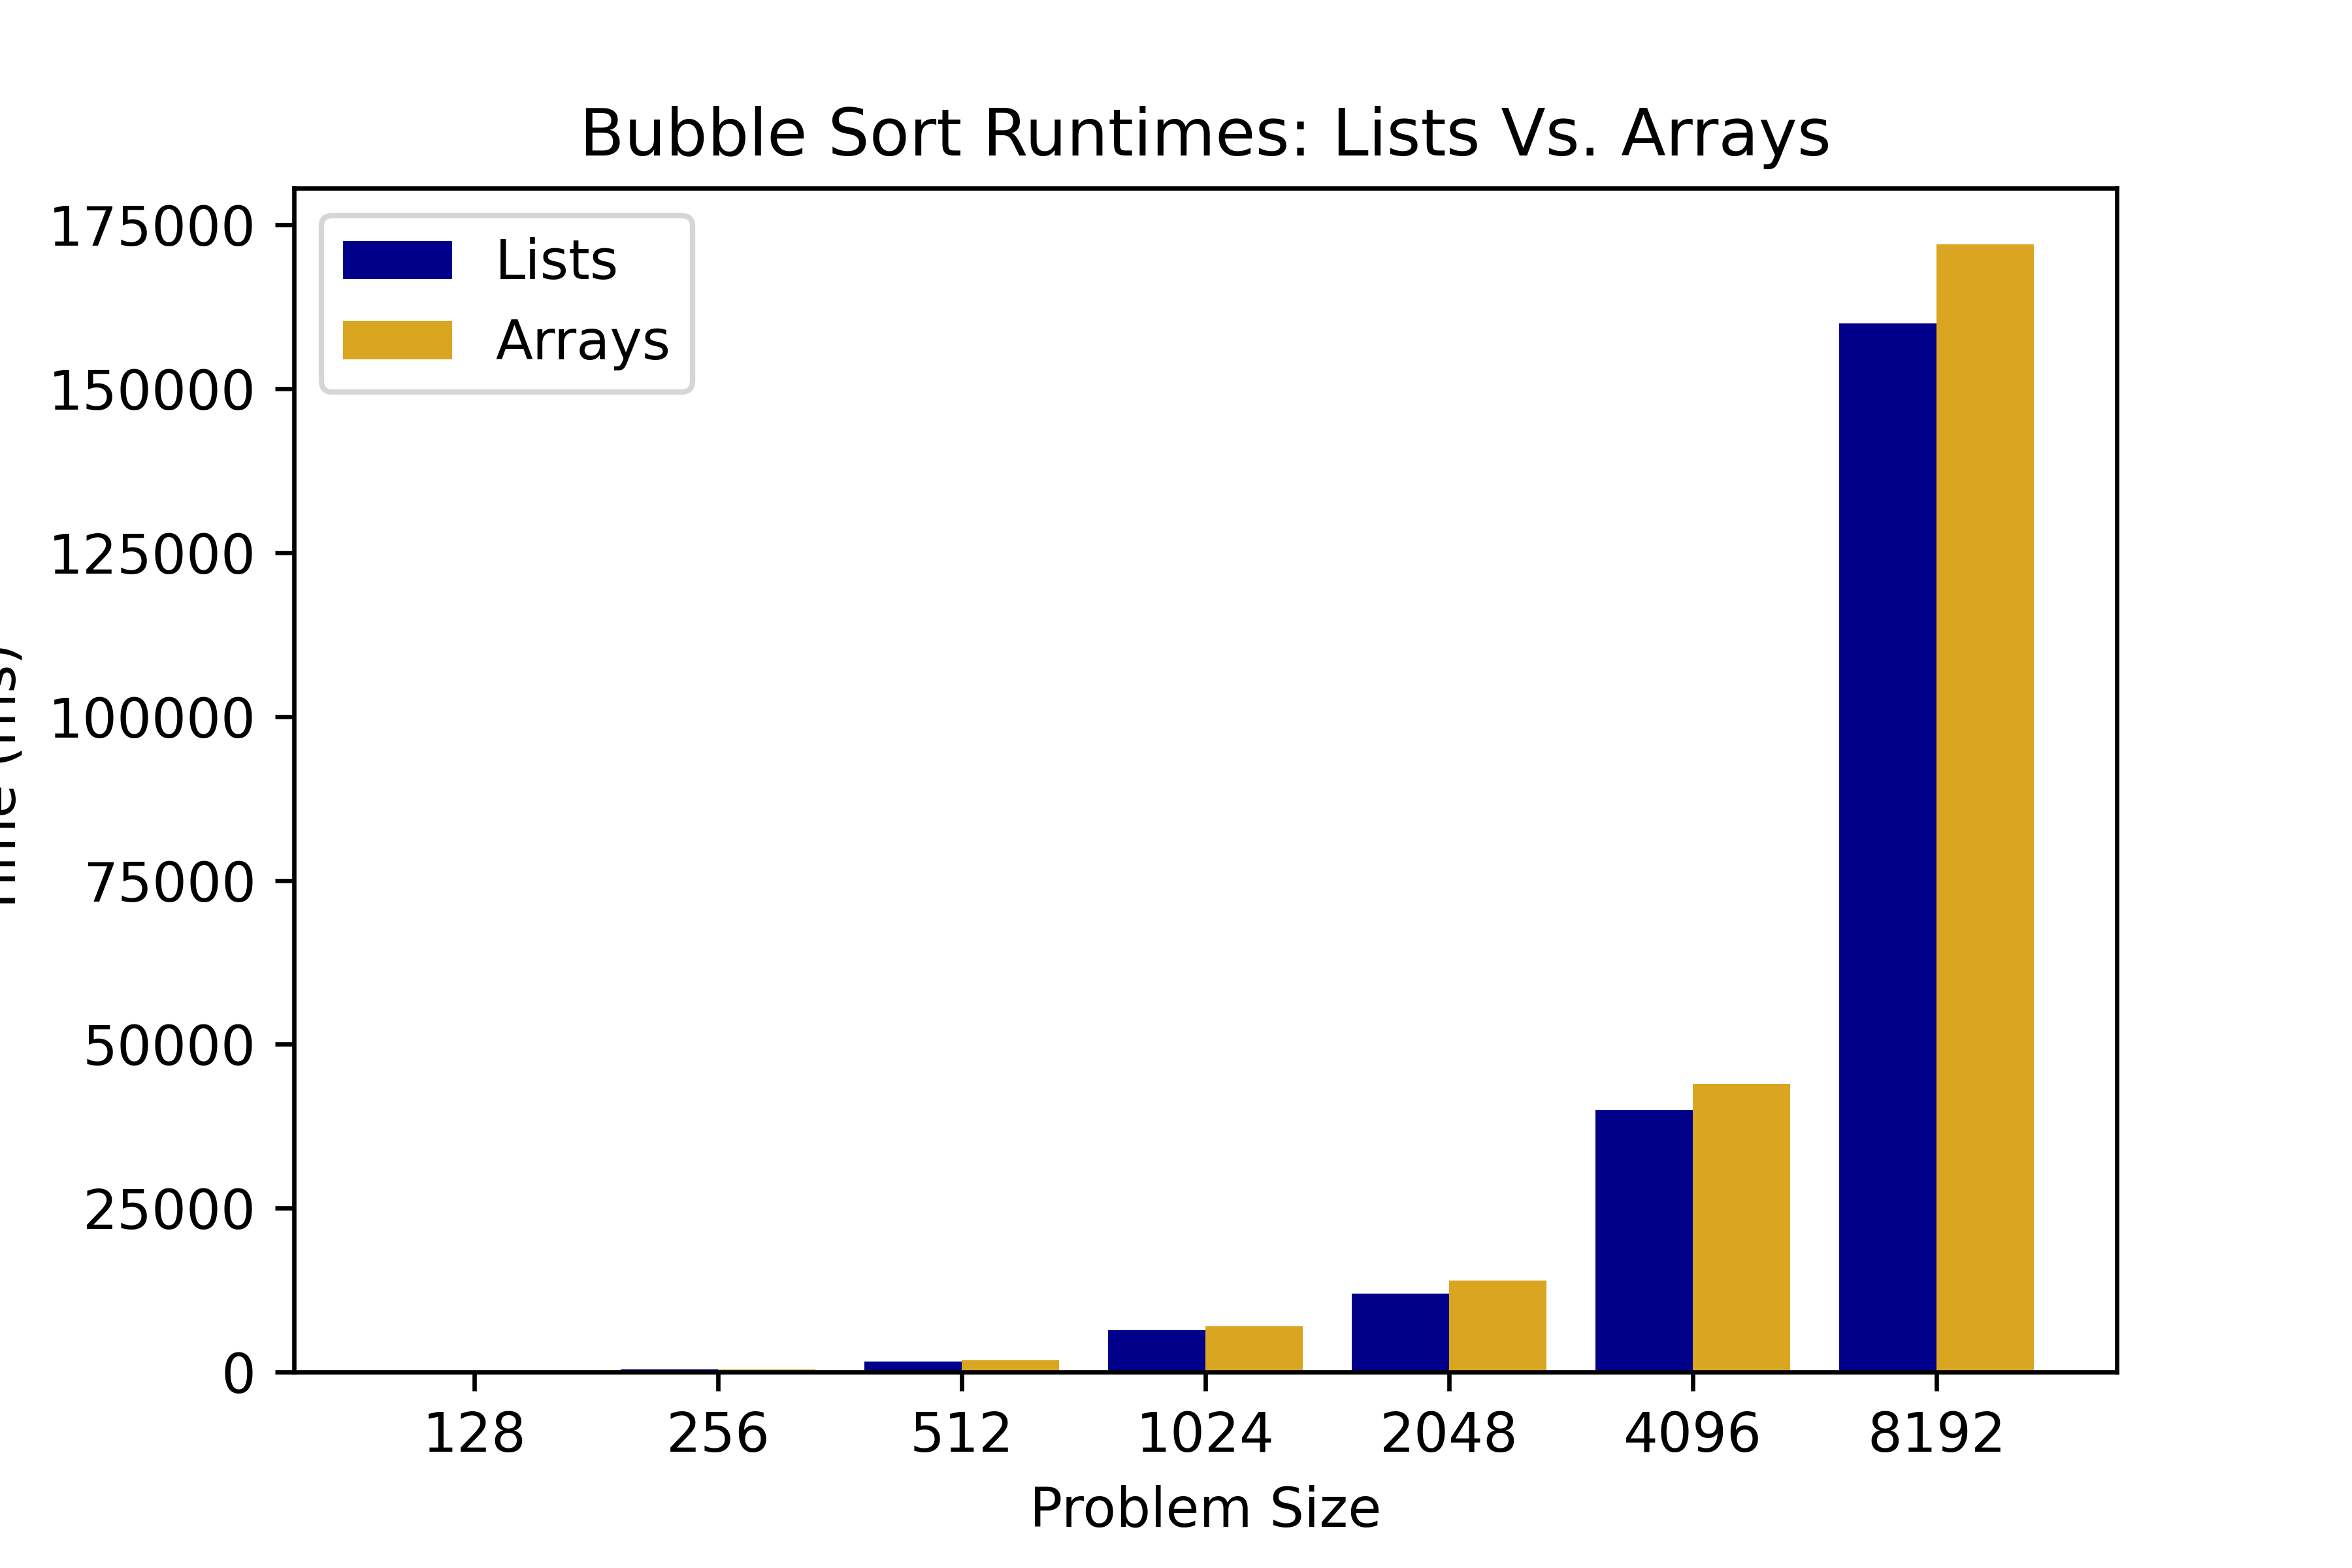 Bubble Sort Runtimes: Lists Vs. Arrays
Lists
Arrays
175000
150000
125000
100000
75000
50000
25000
0
128 256 512 1024 2048 4096 8192
Problem Size